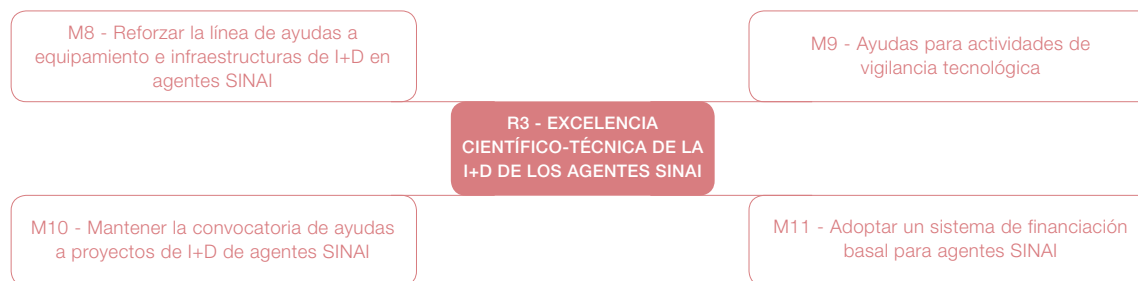 M8 - Reforzar la línea de ayudas a
equipamiento e infraestructuras de I+D en
agentes SINAI
M9 - Ayudas para actividades de
vigilancia tecnológica
R3 - EXCELENCIA
CIENTÍFICO-TÉCNICA DE LA
I+D DE LOS AGENTES SINAI
M10 - Mantener la convocatoria de ayudas
a proyectos de I+D de agentes SINAI
M11 - Adoptar un sistema de financiación
basal para agentes SINAI